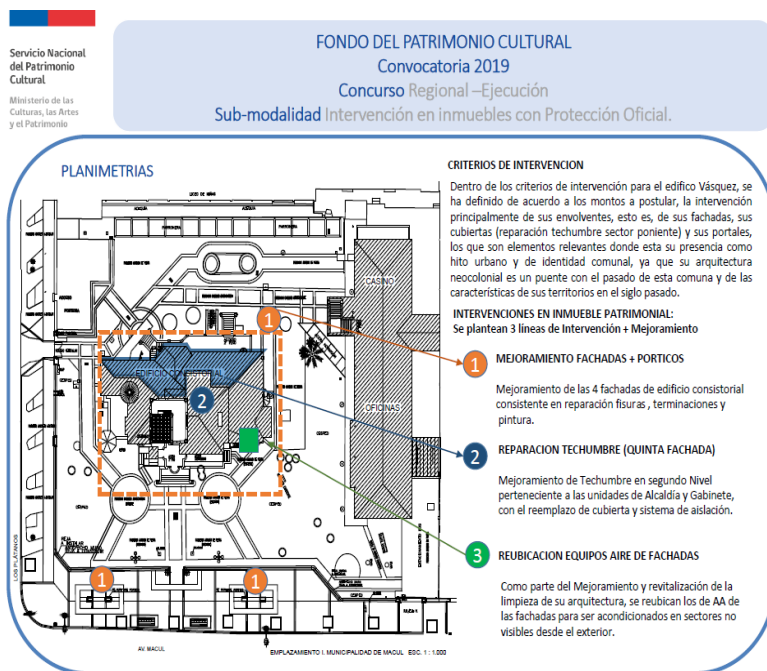 Servicio Nacional
del Patrimonio
Cultural
Ministerio de las
Culturas, las Artes
y el Patrimonio
FONDO DEL PATRIMONIO CULTURAL
Convocatoria 2019
Concurso Regional –Ejecución
Sub-modalidad Intervención en inmuebles con Protección Oficial.
PLANIMETRIAS
CRITERIOS DE INTERVENCION
Dentro de los criterios de intervención para el edifico Vásquez, se
ha definido de acuerdo a los montos a postular, la intervención
principalmente de sus envolventes, esto es, de sus fachadas, sus
cubiertas (reparación techumbre sector poniente) y sus portales,
los que son elementos relevantes donde esta su presencia como
hito urbano y de identidad comunal, ya que su arquitectura
neocolonial es un puente con el pasado de esta comuna y de las
características de sus territorios en el siglo pasado.
INTERVENCIONES EN INMUEBLE PATRIMONIAL:
Se plantean 3 líneas de Intervención + Mejoramiento
1
MEJORAMIENTO FACHADAS + PORTICOS
Mejoramiento de las 4 fachadas de edificio consistorial
consistente en reparación fisuras , terminaciones y
pintura.
2
REPARACION TECHUMBRE (QUINTA FACHADA)
Mejoramiento de Techumbre en segundo Nivel
perteneciente a las unidades de Alcaldía y Gabinete,
con el reemplazo de cubierta y sistema de aislación.
3
REUBICACION EQUIPOS AIRE DE FACHADAS
Como parte del Mejoramiento y revitalización de la
limpieza de su arquitectura, se reubican los de AA de
las fachadas para ser acondicionados en sectores no
visibles desde el exterior.
CASINO
1
EDIFICIO CONSISTORIAL
2
OFICINAS
LOS PLATANOS
1
1
AV. MACUL
EMPLAZAMIENTO I. MUNICIPALIDAD DE MACUL ESC. 1 : 1.000